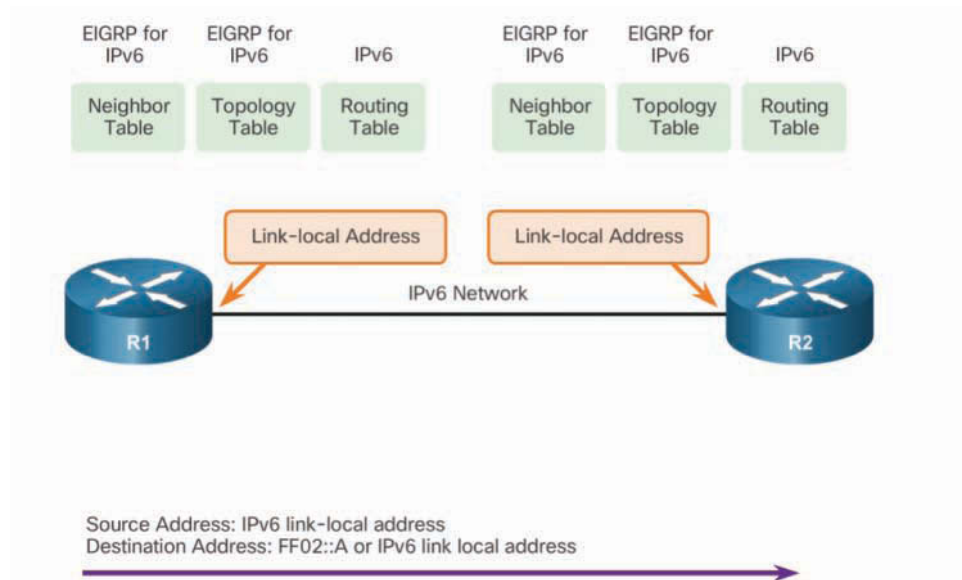 EIGRP for
IPv6
EIGRP for
IPv6
IPv6
EIGRP for
IPv6
EIGRP for
IPv6
IPv6
Neighbor
Table
Topology
Table
Routing
Table
Neighbor
Table
Topology
Table
Routing
Table
Link-local Address
Link-local Address
IPv6 Network
R1
R2
Source Address: IPv6 link-local address
Destination Address: FF02::A or IPv6 link local address